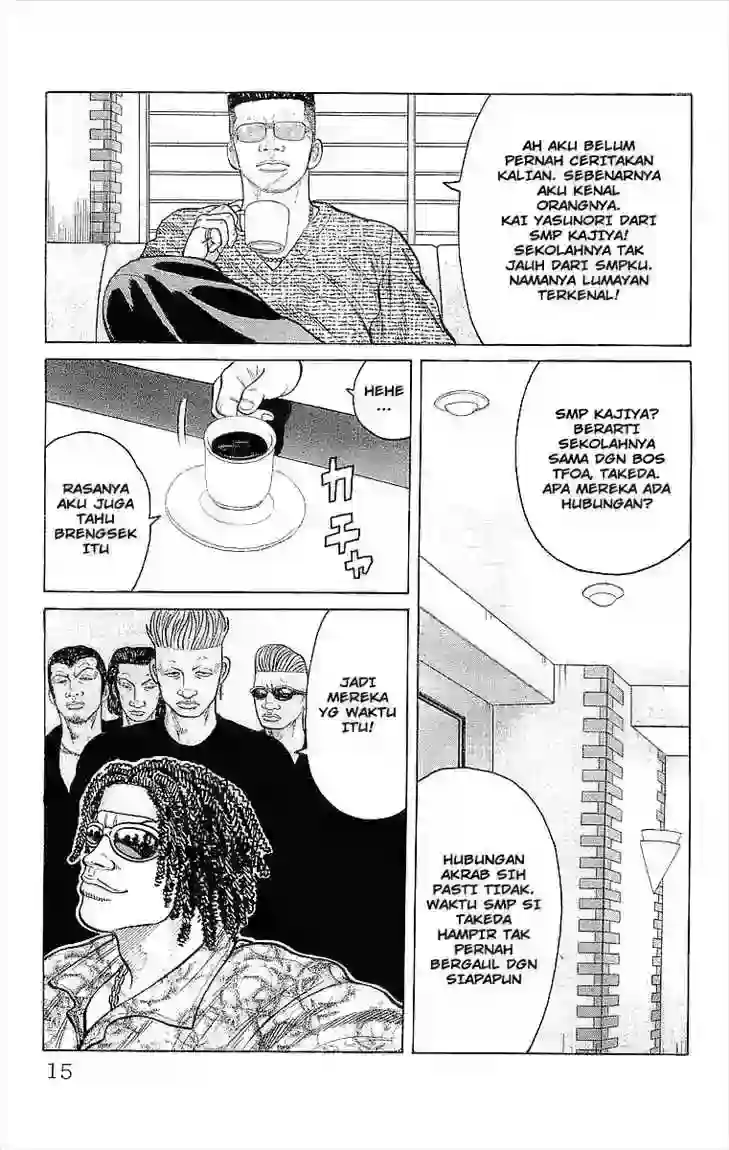 AH AKU BELUM
PERNAH CERITAKAN
KALIAN. SEBENARNYA
AKU KENAL
ORANGNYA.
KAI YASUNORI DARI
SMP KAJIYA!
SEKOLAHNYA TAK
JAUH DARI SMPKU.
NAMANYA LUMAYAN
TERKENAL!
SMP KAJIYA?
BERARTI
SEKOLAHNYA
SAMA DGN BOS
TFOA, TAKEDA.
APA MEREKA ADA
HUBUNGAN?
HUBUNGAN
AKRAB SIH
PASTI TIDAK.
WAKTU SMP SI
TAKEDA
HAMPIR TAK
PERNAH
BERGAUL DGN
SIAPAPUN
HEHE
...
カチャ
RASANYA
AKU JUGA
TAHU
BRENGSEK
ITU
JADI
MEREKA
YG WAKTU
ITU!
15